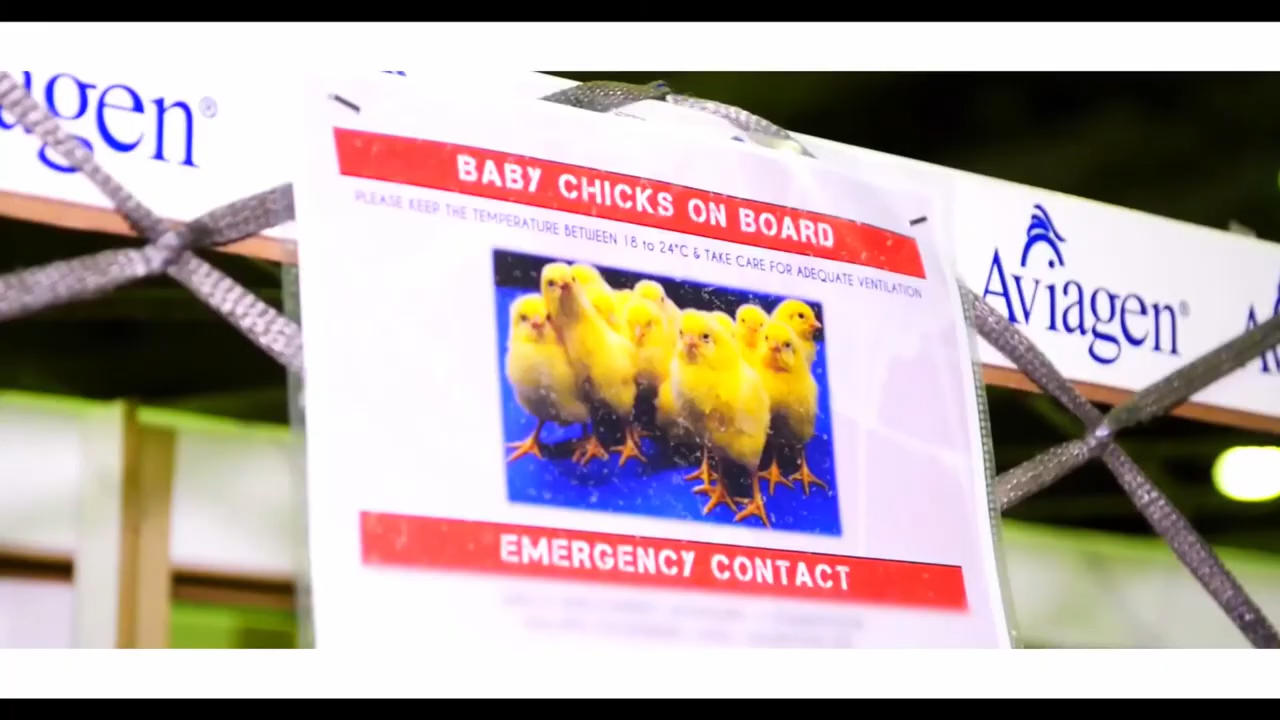 agen®
BABY CHICKS ON BOARD
PLEASE KEEP THE TEMPERATURE BETWEEN 18 to 24°C & TAKE CARE FOR ADEQUATE VENTILATION
Aviagen®
EMERGENCY CONTACT